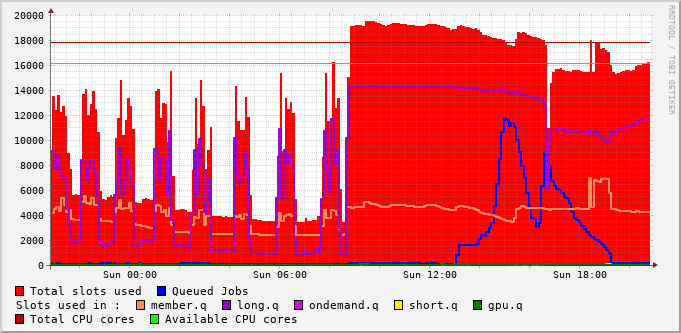 20000
18000
16000
14000
12000
10000
8000
6000
4000
2000
0
Sun 00:00 Sun 06:00 Sun 12:00 Sun 18:00
RRDTOOL / TOBI OETIKER
Total slots used Queued Jobs
Slots used in : member.q long.q ondemand.q short.q gpu.q
Total CPU cores Available CPU cores